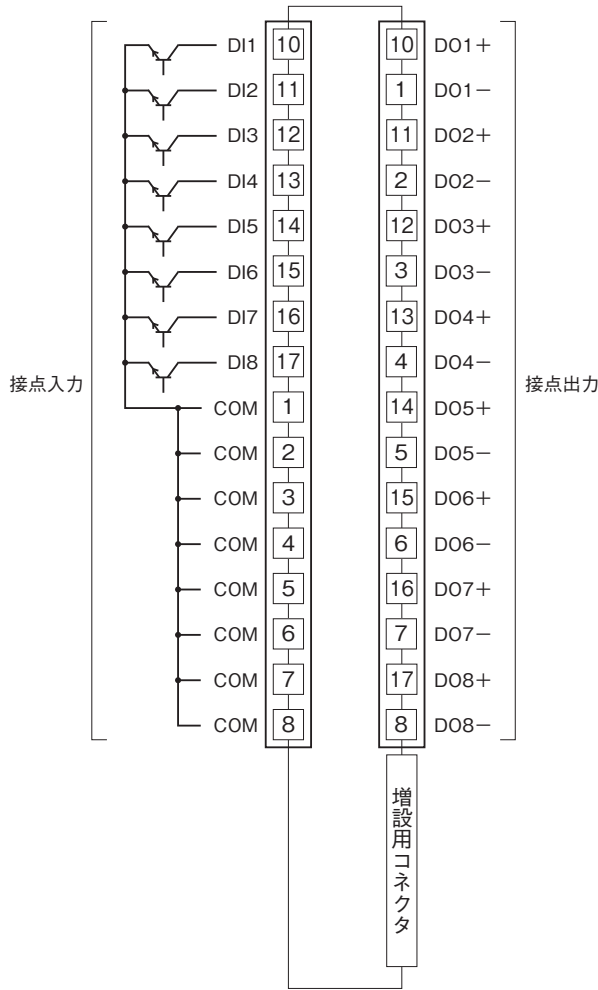 DI1 10 10 DO1+
DI2 11 1 DO1−
DI3 12 11 DO2+
DI4 13 2 DO2−
DI5 14 12 DO3+
DI6 15 3 DO3−
DI7 16 13 DO4+
DI8 17 4 DO4−
接点入力
接点出力
COM 1 14 DO5+
COM 2 5 DO5−
COM 3 15 DO6+
COM 4 6 DO6−
COM 5 16 DO7+
COM 6 7 DO7−
COM 7 17 DO8+
COM 8 8 DO8−
増設用コネクタ